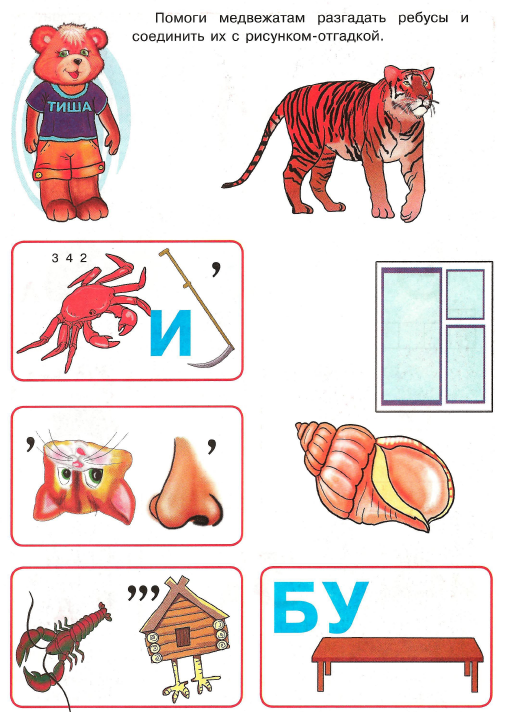 Помоги медвежатам разгадать ребусы и
соединить их с рисунком-отгадкой.
ТИША
3 4 2
,
И
,
,
,,,
БУ